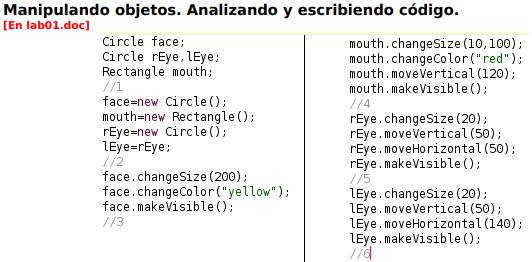 Manipulando objetos. Analizando y escribiendo código.
[En lab01.doc]
Circle face;
Circle rEye,lEye;
Rectangle mouth;
//1
face=new Circle();
mouth=new Rectangle();
rEye=new Circle();
lEye=rEye;
//2
face.changeSize(200);
face.changeColor("yellow");
face.makeVisible();
//3
mouth.changeSize(10,100);
mouth.changeColor("red");
mouth.moveVertical(120);
mouth.makeVisible();
//4
rEye.changeSize(20);
rEye.moveVertical(50);
rEye.moveHorizontal(50);
rEye.makeVisible();
//5
lEye.changeSize(20);
lEye.moveVertical(50);
lEye.moveHorizontal(140);
lEye.makeVisible();
//6